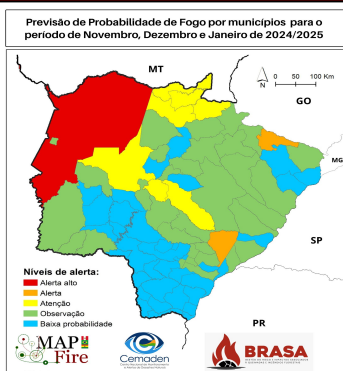 Previsão de Probabilidade de Fogo por municípios para o
período de Novembro, Dezembro e Janeiro de 2024/2025
MT
N
0 50 100 Km
GO
MG
SP
PR
Níveis de alerta:
Alerta alto
Alerta
Atenção
Observação
Baixa probabilidade
MAP
Fire
Cemaden
BRASA